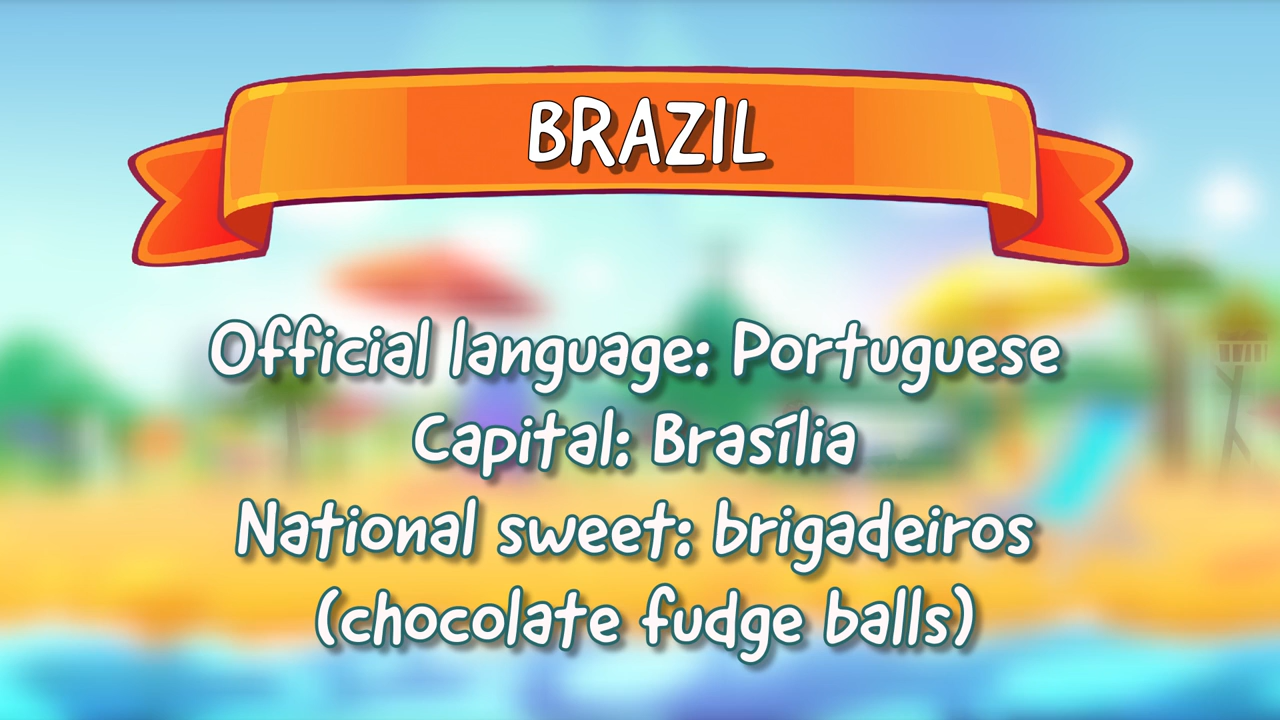 BRAZIL
Official language: Portuguese
Capital: Brasília
National sweet: brigadeiros
(chocolate fudge balls)